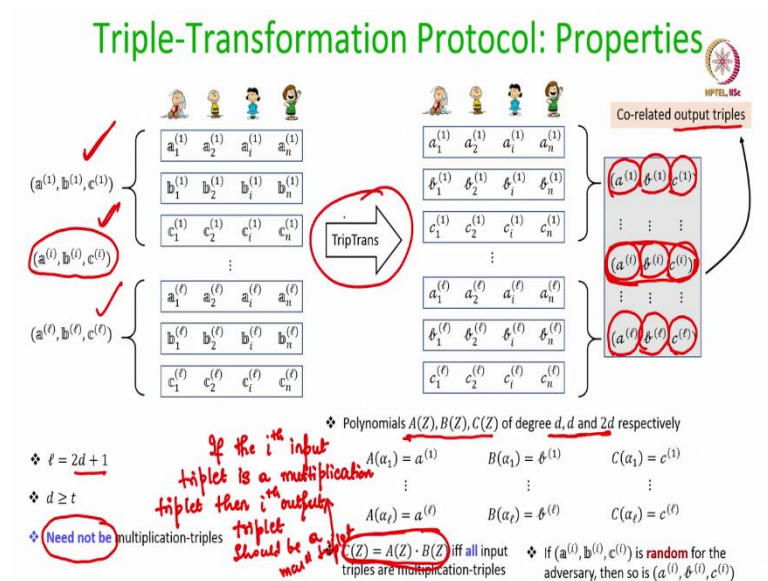 Triple-Transformation Protocol: Properties
NPTEL, IISc
Co-related output triples
(𝕒⁽¹⁾, 𝕓⁽¹⁾, 𝕔⁽¹⁾)
(𝕒⁽ⁱ⁾, 𝕓⁽ⁱ⁾, 𝕔⁽ⁱ⁾)
(𝕒⁽ℓ⁾, 𝕓⁽ℓ⁾, 𝕔⁽ℓ⁾)
𝕒₁⁽¹⁾ 𝕒₂⁽¹⁾ 𝕒ᵢ⁽¹⁾ 𝕒ₙ⁽¹⁾
𝕓₁⁽¹⁾ 𝕓₂⁽¹⁾ 𝕓ᵢ⁽¹⁾ 𝕓ₙ⁽¹⁾
𝕔₁⁽¹⁾ 𝕔₂⁽¹⁾ 𝕔ᵢ⁽¹⁾ 𝕔ₙ⁽¹⁾
⋮
𝕒₁⁽ℓ⁾ 𝕒₂⁽ℓ⁾ 𝕒ᵢ⁽ℓ⁾ 𝕒ₙ⁽ℓ⁾
𝕓₁⁽ℓ⁾ 𝕓₂⁽ℓ⁾ 𝕓ᵢ⁽ℓ⁾ 𝕓ₙ⁽ℓ⁾
𝕔₁⁽ℓ⁾ 𝕔₂⁽ℓ⁾ 𝕔ᵢ⁽ℓ⁾ 𝕔ₙ⁽ℓ⁾
TripTrans
a₁⁽¹⁾ a₂⁽¹⁾ aᵢ⁽¹⁾ aₙ⁽¹⁾
𝒷₁⁽¹⁾ 𝒷₂⁽¹⁾ 𝒷ᵢ⁽¹⁾ 𝒷ₙ⁽¹⁾
c₁⁽¹⁾ c₂⁽¹⁾ cᵢ⁽¹⁾ cₙ⁽¹⁾
⋮
a₁⁽ℓ⁾ a₂⁽ℓ⁾ aᵢ⁽ℓ⁾ aₙ⁽ℓ⁾
𝒷₁⁽ℓ⁾ 𝒷₂⁽ℓ⁾ 𝒷ᵢ⁽ℓ⁾ 𝒷ₙ⁽ℓ⁾
c₁⁽ℓ⁾ c₂⁽ℓ⁾ cᵢ⁽ℓ⁾ cₙ⁽ℓ⁾
(a⁽¹⁾, 𝒷⁽¹⁾, c⁽¹⁾)
⋮ ⋮
(a⁽ⁱ⁾, 𝒷⁽ⁱ⁾, c⁽ⁱ⁾)
⋮ ⋮ ⋮
(a⁽ℓ⁾, 𝒷⁽ℓ⁾, c⁽ℓ⁾)
❖ ℓ = 2d + 1
❖ d ≥ t
❖ Need not be multiplication-triples
If the iᵗʰ input
triplet is a multiplication
triplet then iᵗʰ output
triplet
should be a
triplet
❖ Polynomials A(Z), B(Z), C(Z) of degree d, d and 2d respectively
A(α₁) = a⁽¹⁾ B(α₁) = 𝒷⁽¹⁾ C(α₁) = c⁽¹⁾
⋮ ⋮ ⋮
A(αℓ) = a⁽ℓ⁾ B(αℓ) = 𝒷⁽ℓ⁾ C(αℓ) = c⁽ℓ⁾
C(Z) = A(Z) · B(Z) iff all input
triples are multiplication-triples
❖ If (𝕒⁽ⁱ⁾, 𝕓⁽ⁱ⁾, 𝕔⁽ⁱ⁾) is random for the
adversary, then so is (a⁽ⁱ⁾, 𝒷⁽ⁱ⁾, c⁽ⁱ⁾)